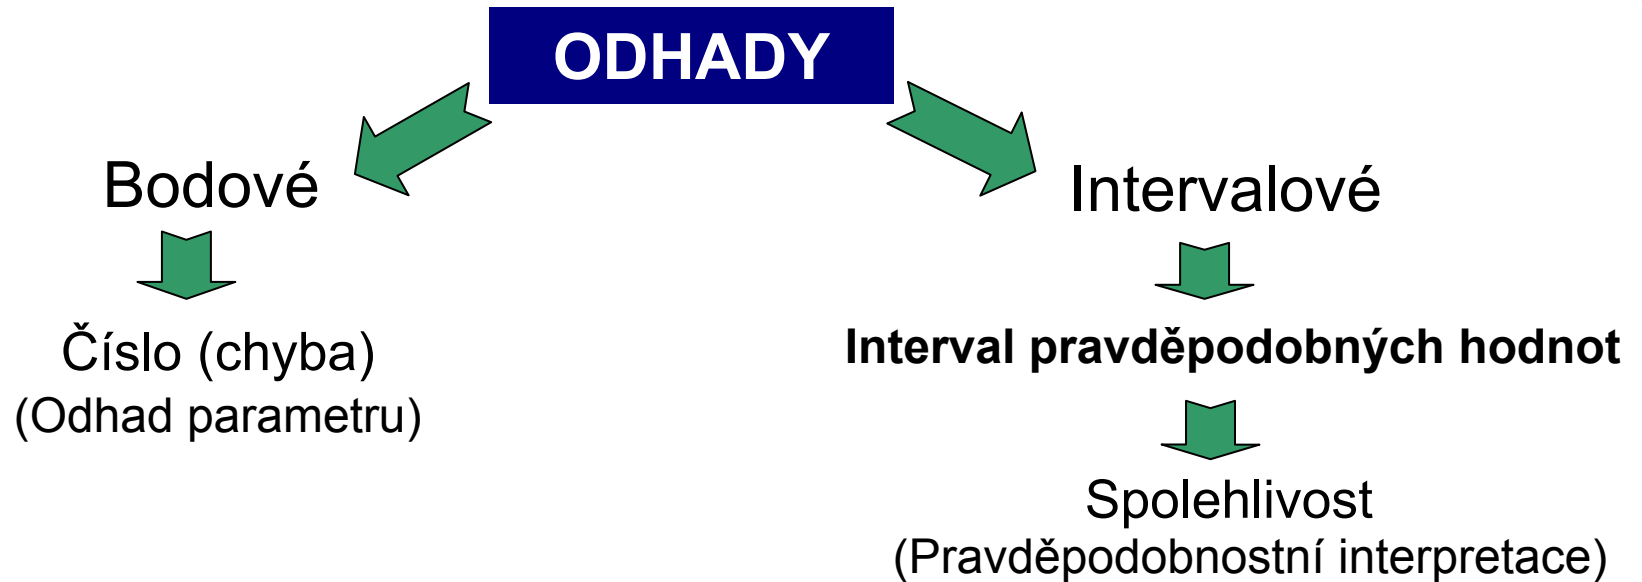 ODHADY
Bodové
Intervalové
Číslo (chyba)
(Odhad parametru)
Interval pravděpodobných hodnot
Spolehlivost
(Pravděpodobnostní interpretace)